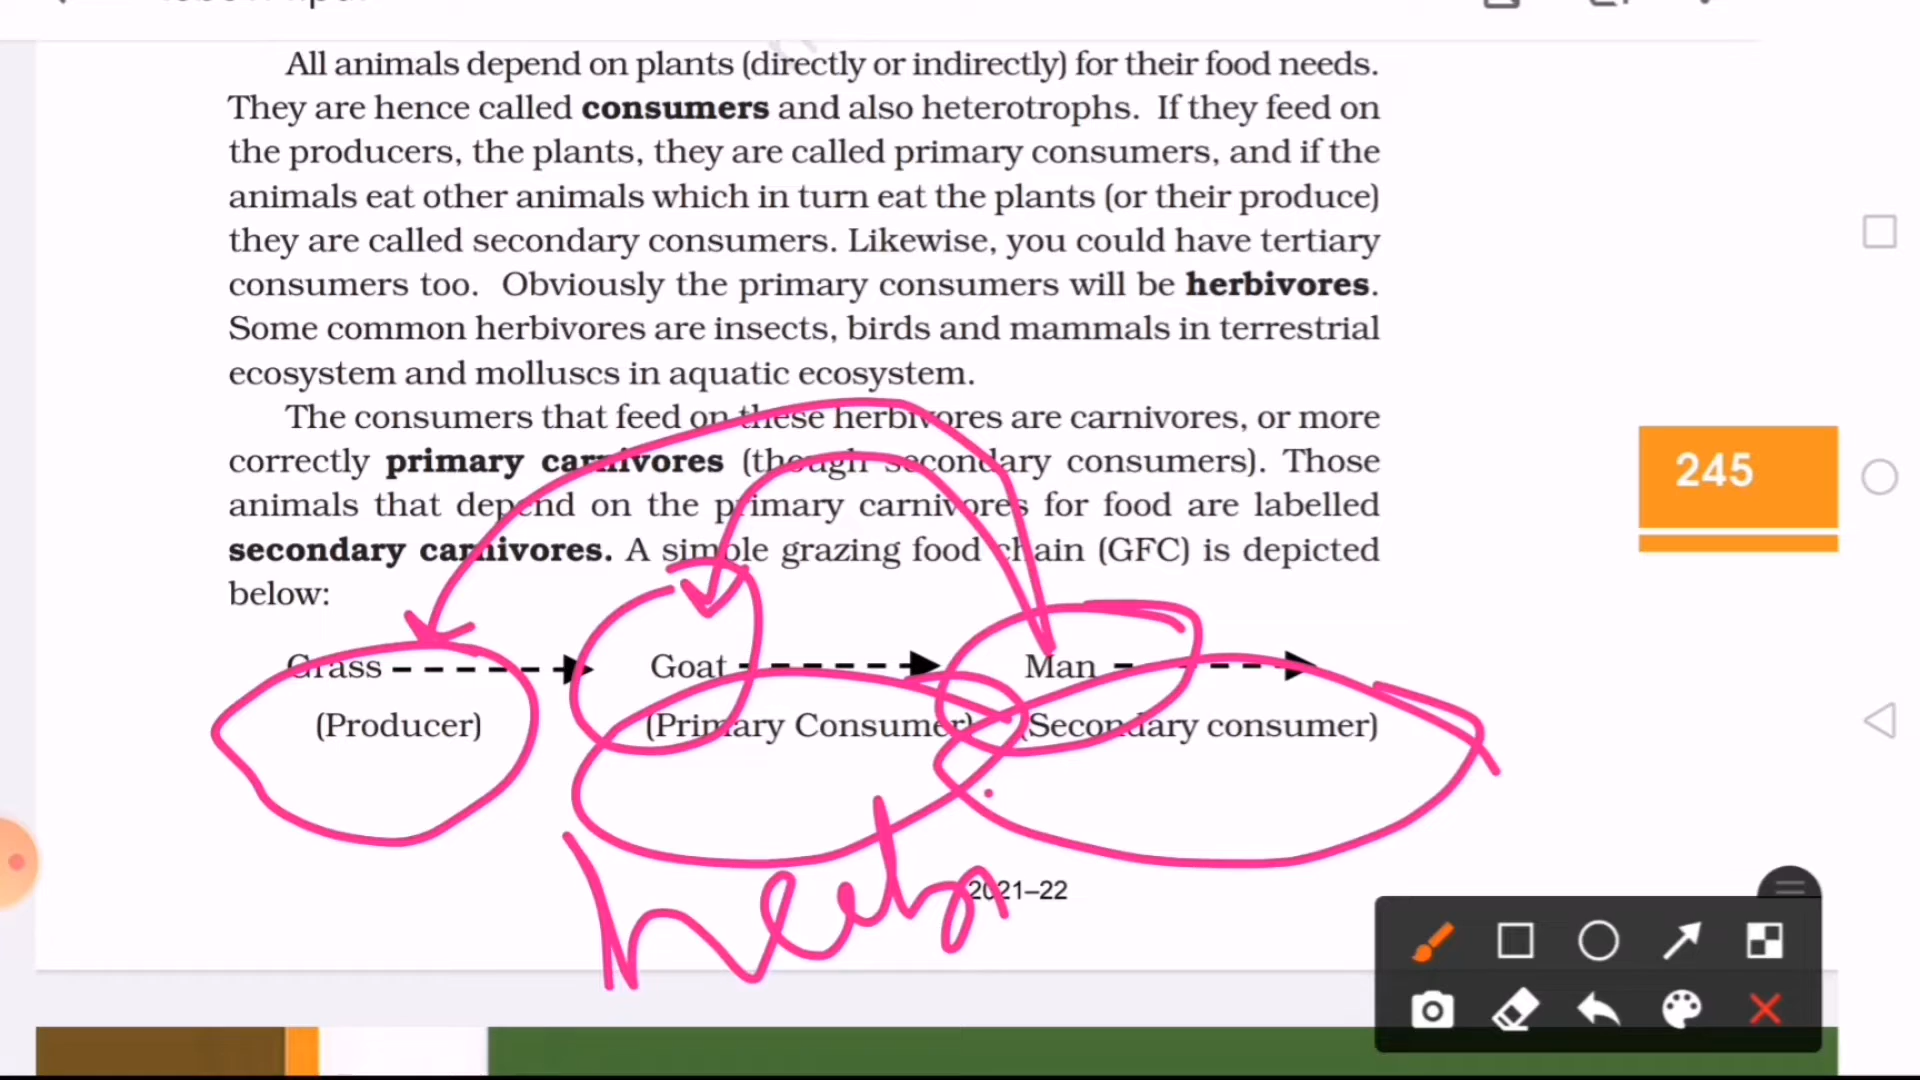 All animals depend on plants (directly or indirectly) for their food needs.
They are hence called consumers and also heterotrophs. If they feed on
the producers, the plants, they are called primary consumers, and if the
animals eat other animals which in turn eat the plants (or their produce)
they are called secondary consumers. Likewise, you could have tertiary
consumers too. Obviously the primary consumers will be herbivores.
Some common herbivores are insects, birds and mammals in terrestrial
ecosystem and molluscs in aquatic ecosystem.
The consumers that feed on these herbivores are carnivores, or more
correctly primary carnivores (though secondary consumers). Those
animals that depend on the primary carnivores for food are labelled
secondary carnivores. A simple grazing food chain (GFC) is depicted
below:
245
Grass Goat Man
(Producer) (Primary Consumer) (Secondary consumer)
2021–22